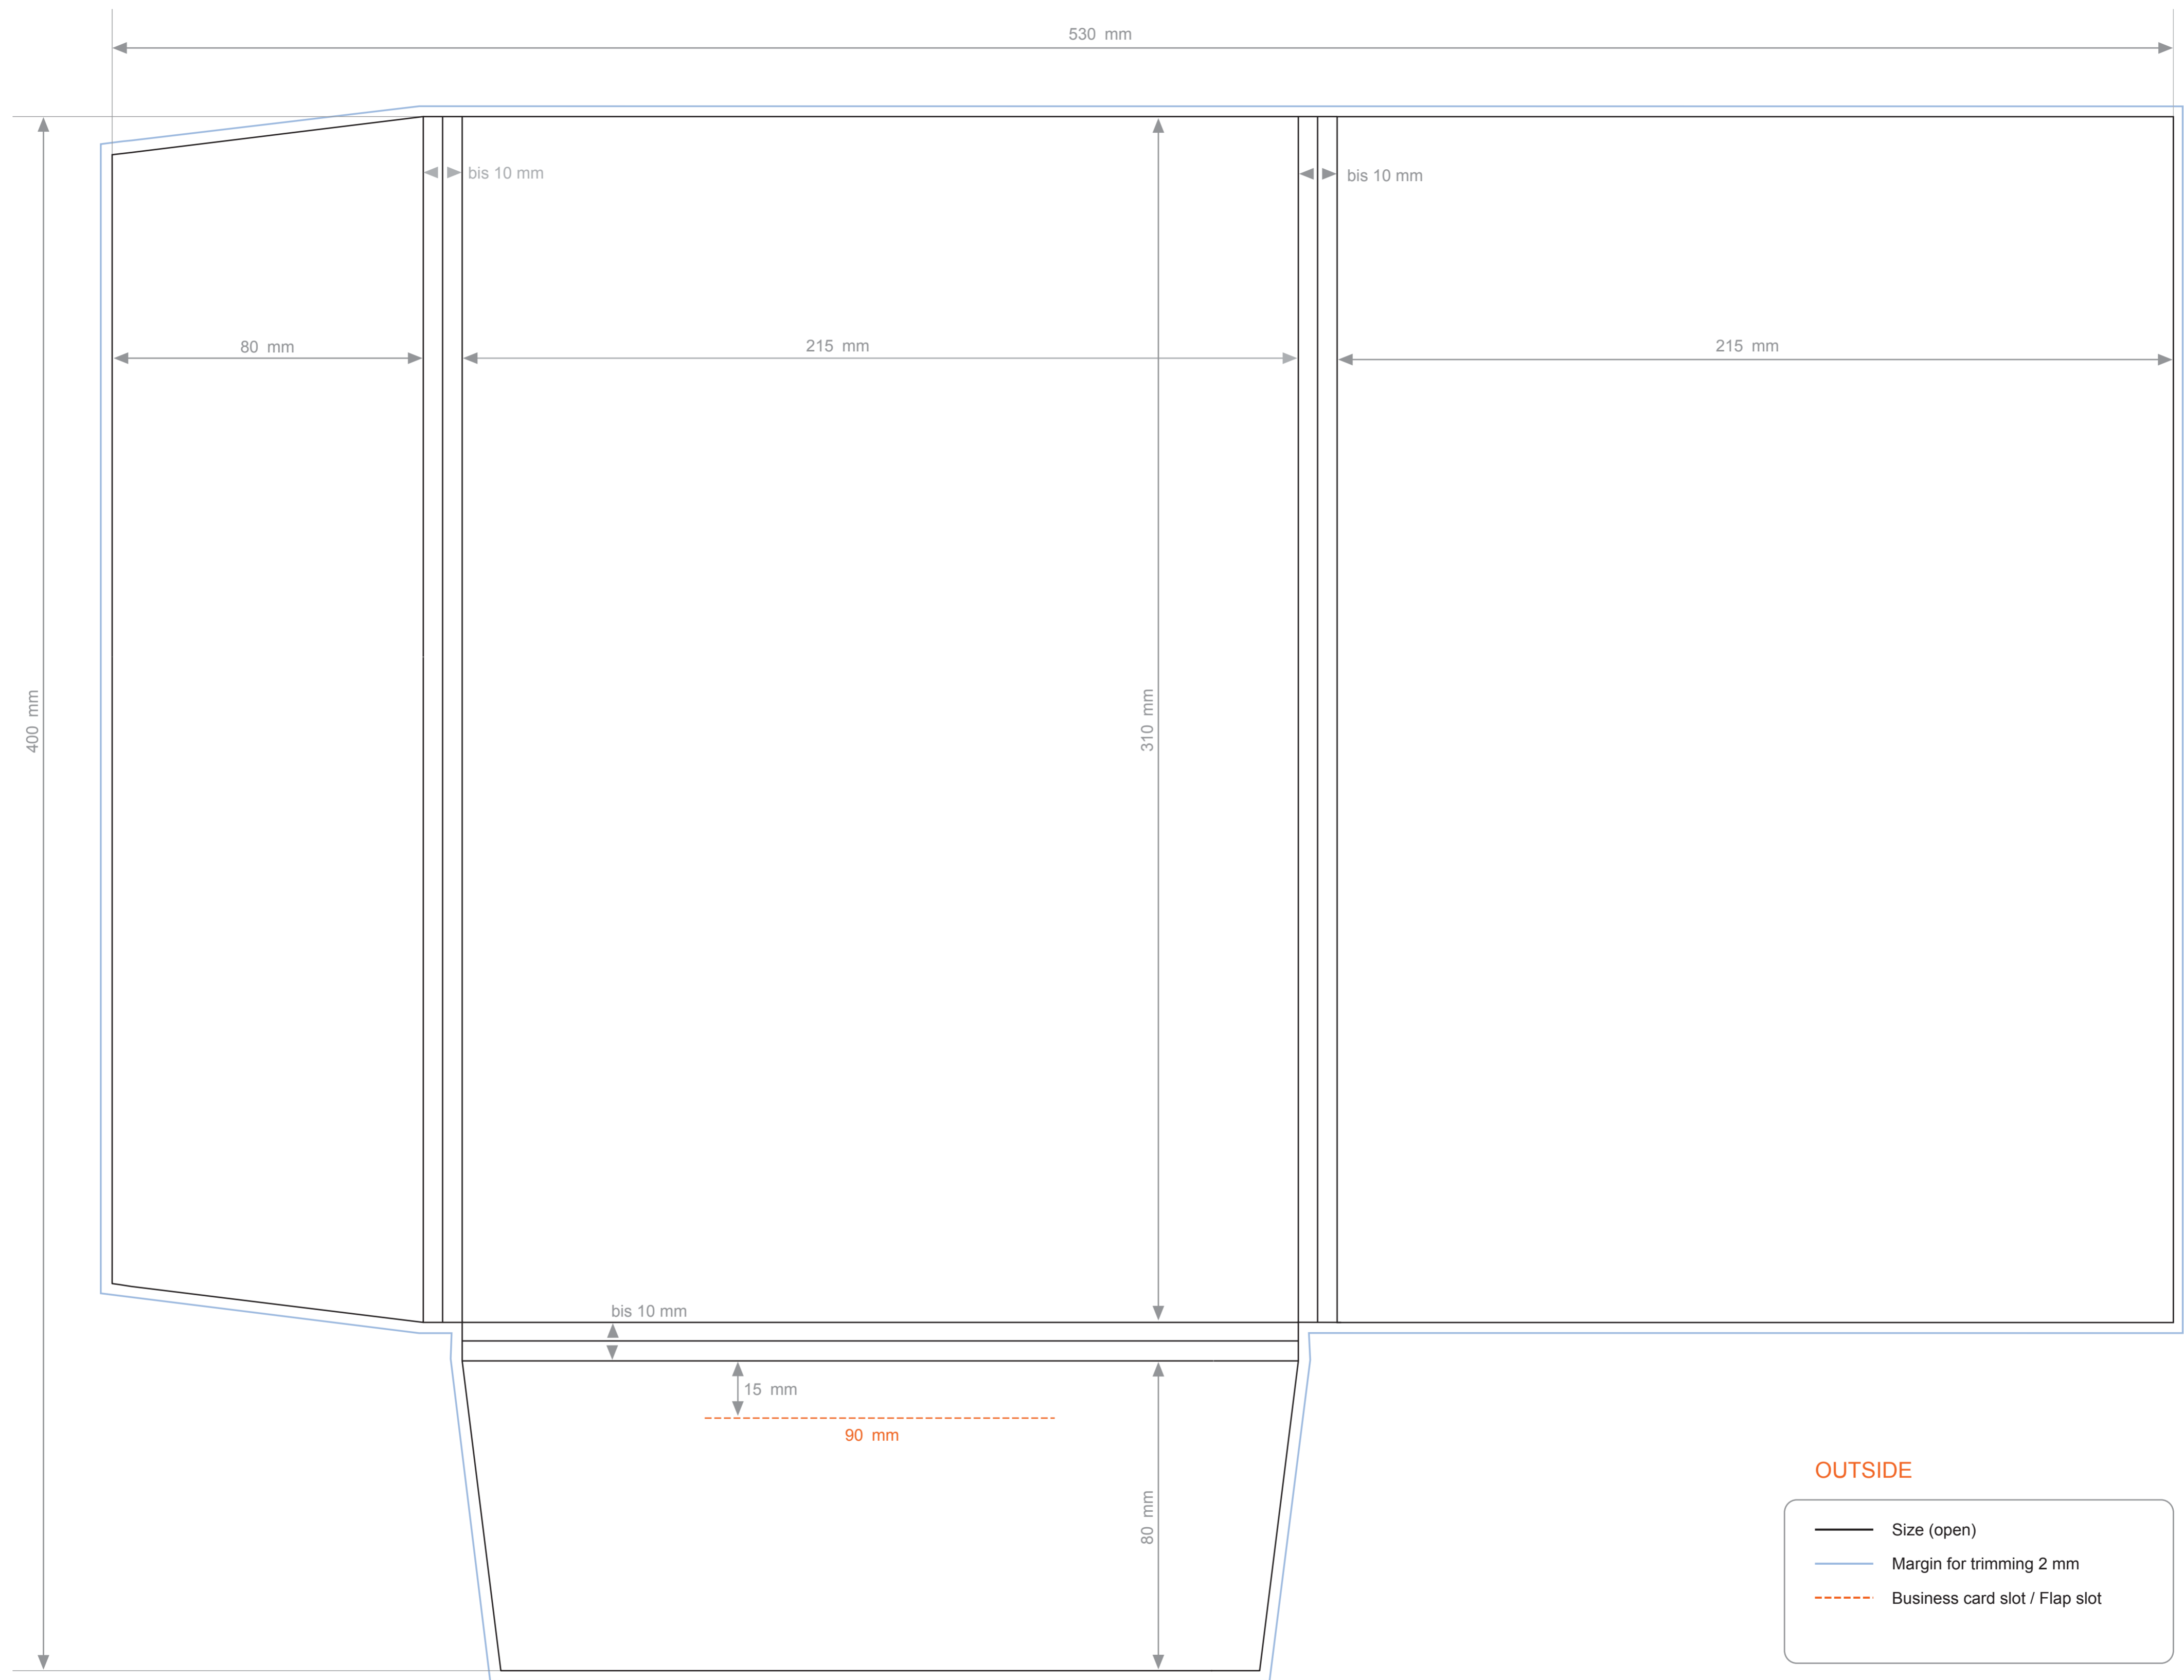 530 mm
bis 10 mm
bis 10 mm
80 mm
215 mm
215 mm
400 mm
310 mm
bis 10 mm
15 mm
90 mm
80 mm
OUTSIDE
Size (open)
Margin for trimming 2 mm
Business card slot / Flap slot